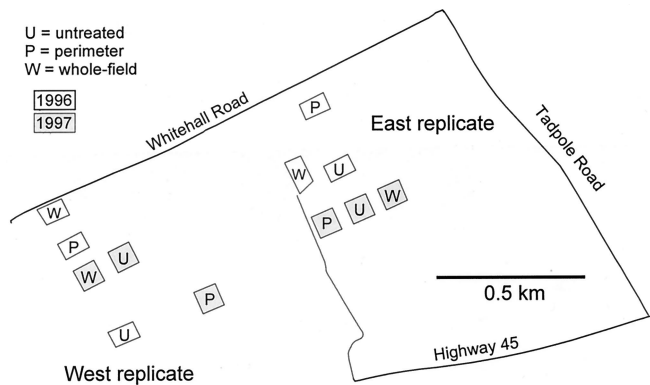 U = untreated
P = perimeter
W = whole-field
1996
1997
Whitehall Road
Tadpole Road
East replicate
P
W
U
P
U
W
W
P
W
U
P
U
0.5 km
Highway 45
West replicate